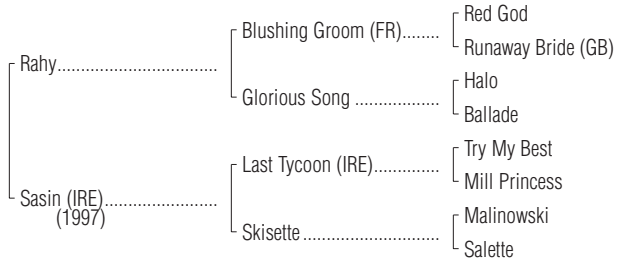 Red God
Blushing Groom (FR)........
Runaway Bride (GB)
Rahy.................................
Halo
Glorious Song .................
Ballade
Try My Best
Last Tycoon (IRE).............
Mill Princess
Sasin (IRE).......................
(1997)
Malinowski
Skisette ...........................
Salette